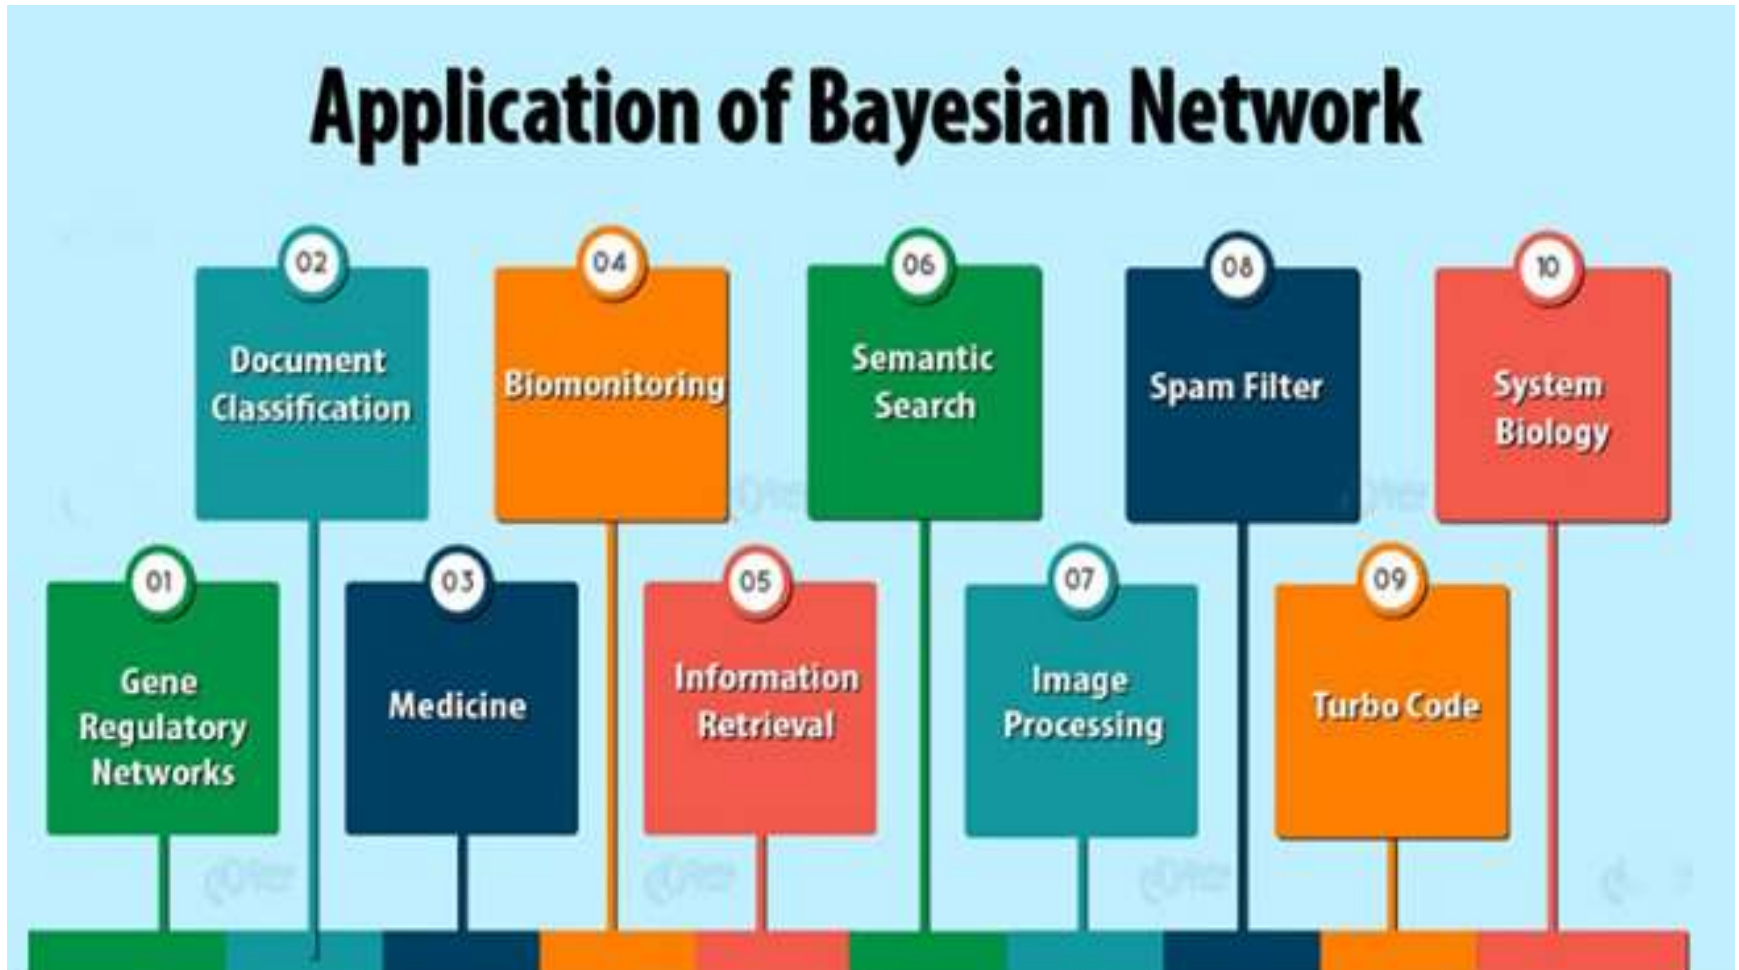 Application of Bayesian Network
01
Gene
Regulatory
Networks
02
Document
Classification
03
Medicine
04
Biomonitoring
05
Information
Retrieval
06
Semantic
Search
07
Image
Processing
08
Spam Filter
09
Turbo Code
10
System
Biology